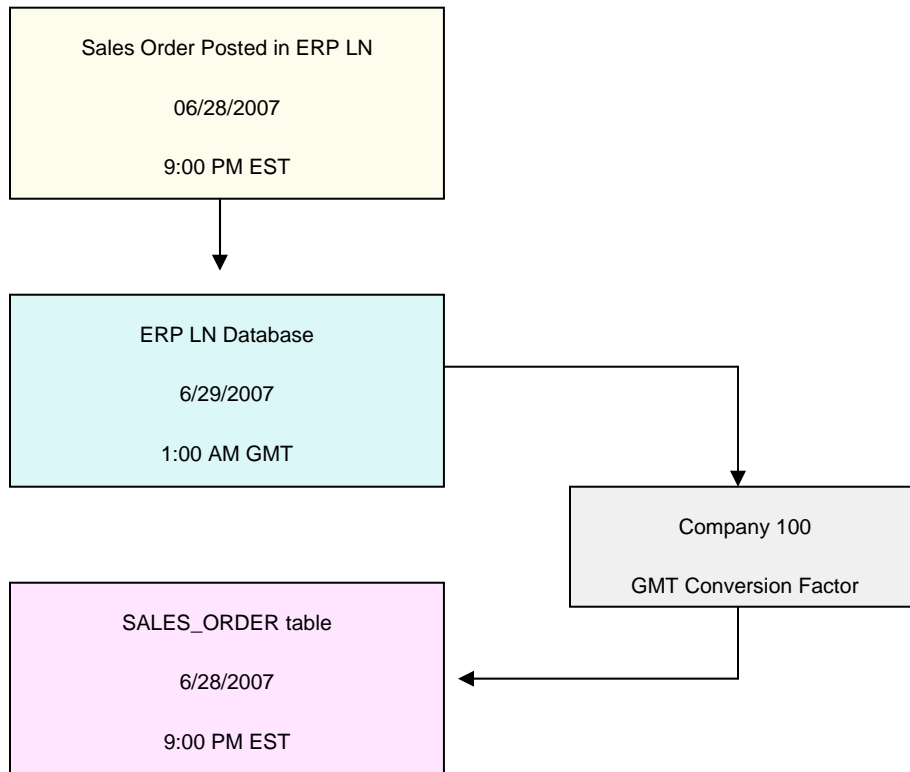 Sales Order Posted in ERP LN
06/28/2007
9:00 PM EST
ERP LN Database
6/29/2007
1:00 AM GMT
Company 100
GMT Conversion Factor
SALES_ORDER table
6/28/2007
9:00 PM EST